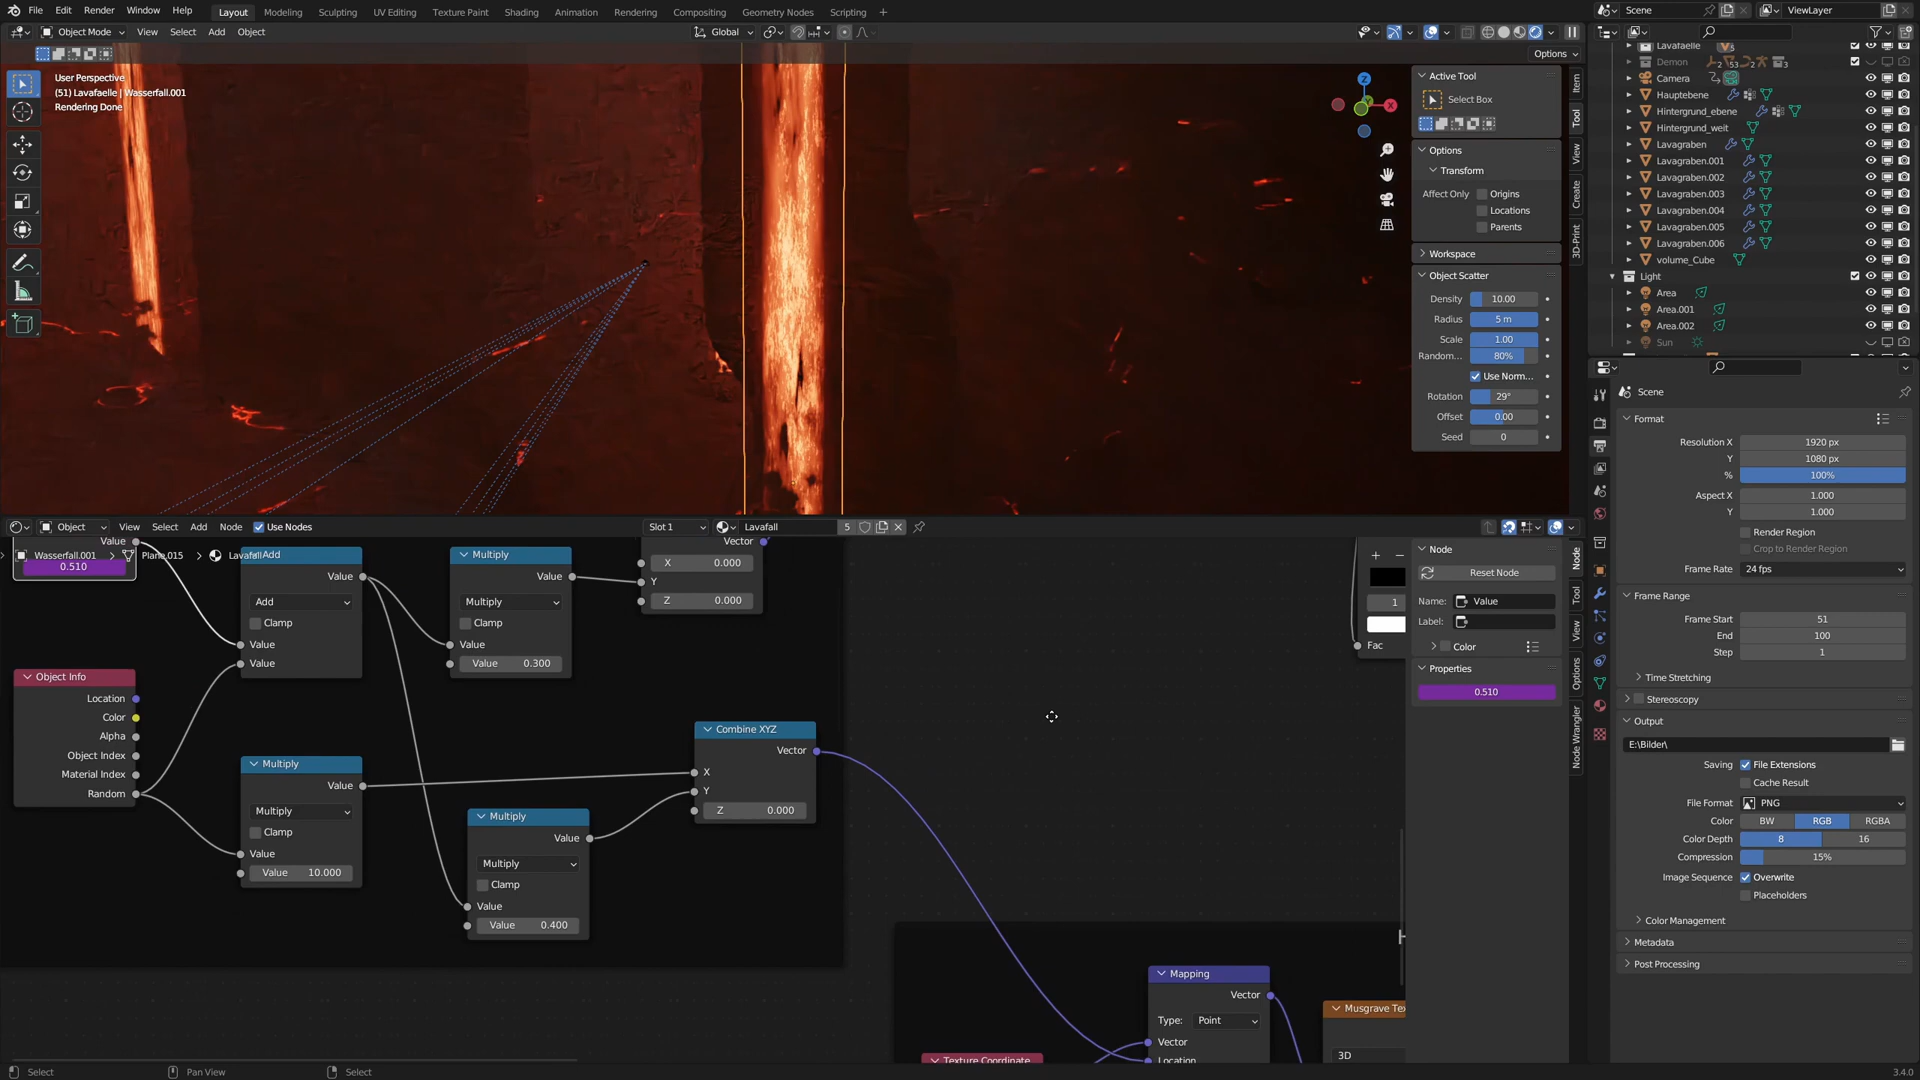 File Edit Render Window Help Layout Modeling Sculpting UV Editing Texture Paint Shading Animation Rendering Compositing Geometry Nodes Scripting + Scene ViewLayer
Object Mode View Select Add Object Global
Options
User Perspective
(51) Lavafaelle | Wasserfall.001
Rendering Done
Z
X
Active Tool
Select Box
Options
Transform
Affect Only Origins
Locations
Parents
Workspace
Object Scatter
Density 10.00
Radius 5 m
Scale 1.00
Random... 80%
Use Norm...
Rotation 29°
Offset 0.00
Seed 0
Item
Tool
View
Create
3D-Print
Lavafaelle 5
Demon 2 53 2 3
Camera
Hauptebene
Hintergrund_ebene
Hintergrund_weit
Lavagraben
Lavagraben.001
Lavagraben.002
Lavagraben.003
Lavagraben.004
Lavagraben.005
Lavagraben.006
volume_Cube
Light
Area
Area.001
Area.002
Sun
Scene
Format
Resolution X 1920 px
Y 1080 px
% 100%
Aspect X 1.000
Y 1.000
Render Region
Crop to Render Region
Frame Rate 24 fps
Frame Range
Frame Start 51
End 100
Step 1
Time Stretching
Stereoscopy
Output
E:\Bilder\
Saving File Extensions
Cache Result
File Format PNG
Color BW RGB RGBA
Color Depth 8 16
Compression 15%
Image Sequence Overwrite
Placeholders
Color Management
Metadata
Post Processing
Object View Select Add Node Use Nodes Slot 1 Lavafall 5
Wasserfall.001 > Plane.015 > Lavafall
Value
0.510
Add
Value
Add
Clamp
Value
Value
Multiply
Value
Multiply
Clamp
Value
Value 0.300
Vector
X 0.000
Y
Z 0.000
Object Info
Location
Color
Alpha
Object Index
Material Index
Random
Multiply
Value
Multiply
Clamp
Value
Value 10.000
Multiply
Value
Multiply
Clamp
Value
Value 0.400
Combine XYZ
Vector
X
Y
Z 0.000
+ −
1
Fac
Mapping
Vector
Type: Point
Vector
Location
Texture Coordinate
Musgrave Tex
3D
Node
Reset Node
Name: Value
Label:
Color
Properties
0.510
Node
Tool
View
Options
Node Wrangler
Select Pan View Select 3.4.0